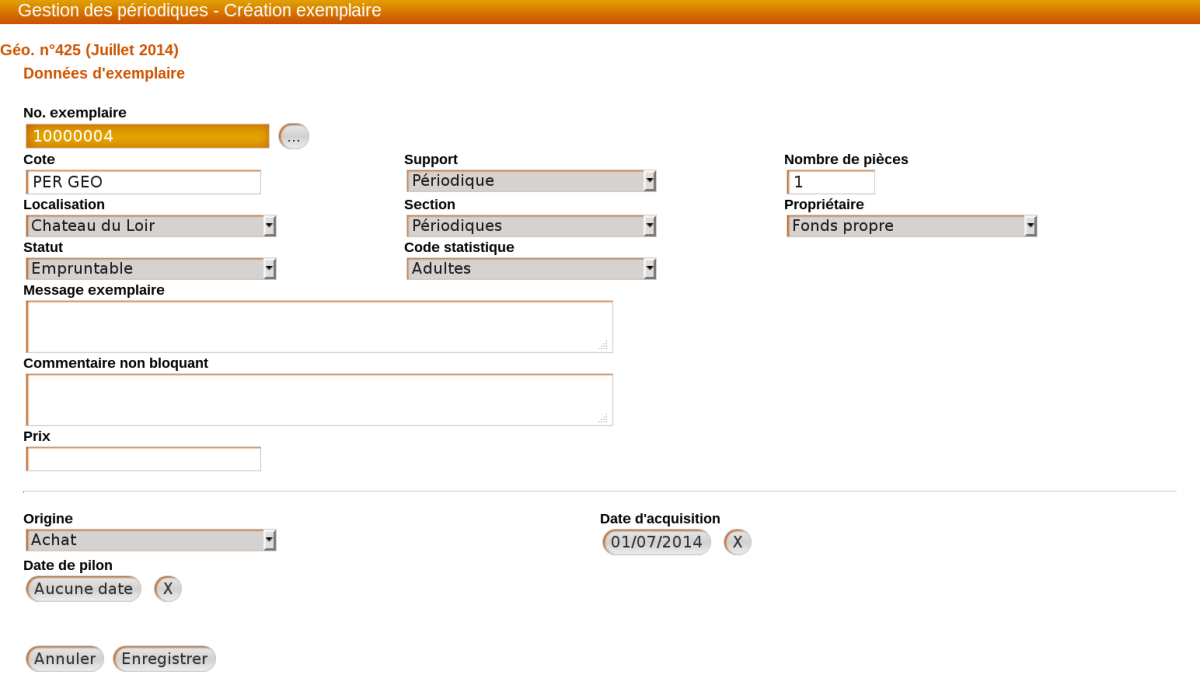 Gestion des périodiques - Création exemplaire
Géo. n°425 (Juillet 2014)
Données d'exemplaire
No. exemplaire
10000004 ...
Cote Support Nombre de pièces
PER GEO Périodique 1
Localisation Section Propriétaire
Chateau du Loir Périodiques Fonds propre
Statut Code statistique
Empruntable Adultes
Message exemplaire
Commentaire non bloquant
Prix
Origine Date d'acquisition
Achat 01/07/2014 X
Date de pilon
Aucune date X
Annuler Enregistrer